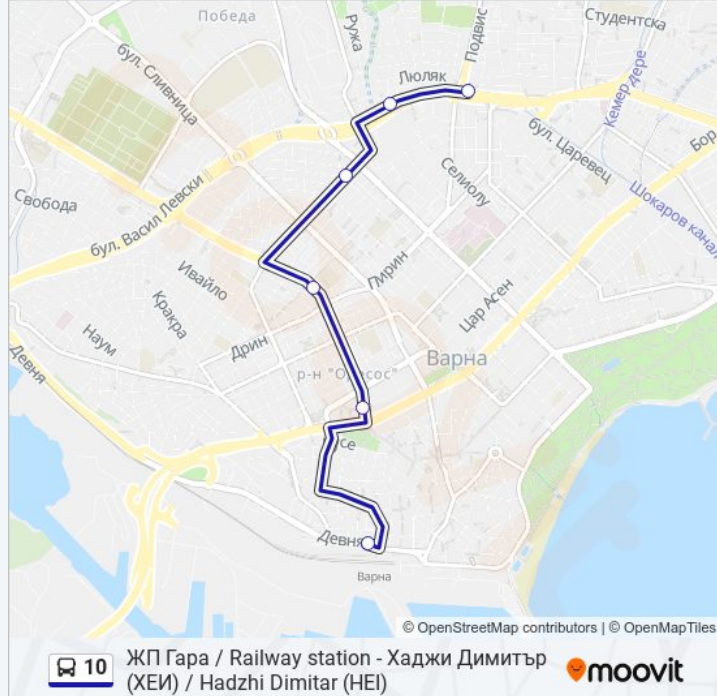 Победа
Ружа
Подвис
Студентска
бул. Сливница
Люляк
Кемер дере
бул. Царевец
Бор
Свобода
бул. Васил Левски
Селиолу
Шокаров канал
Ивайло
Пирин
Кракра
Цар Асен
Наум
Дрин
Варна
Девня
р-н "О сос"
се
Девня
Варна
© OpenStreetMap contributors | © OpenMapTiles
10
ЖП Гара / Railway station - Хаджи Димитър
(ХЕИ) / Hadzhi Dimitar (HEI)
moovit